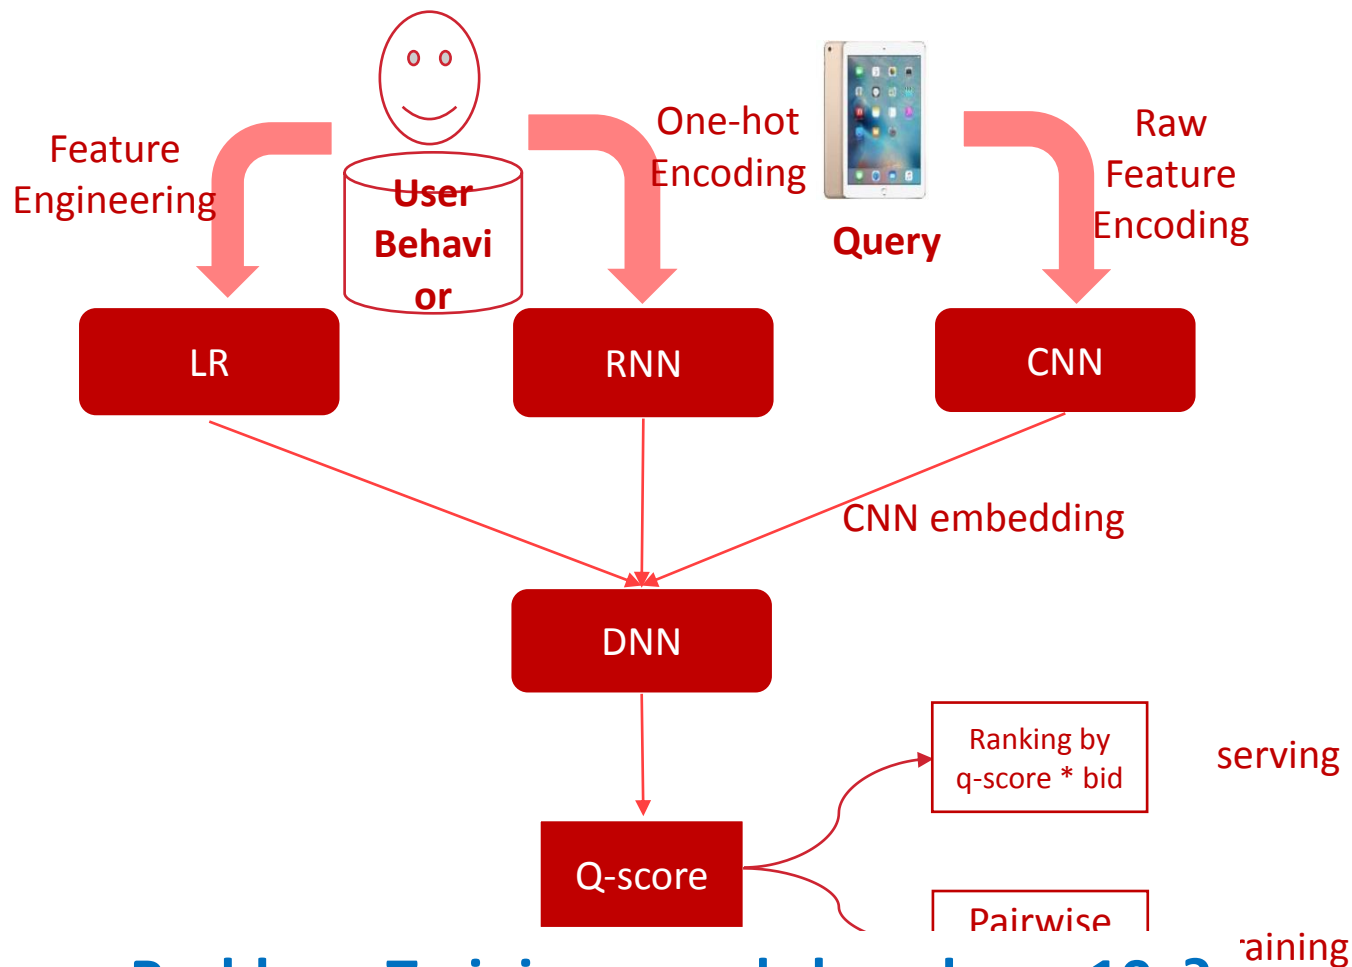 Feature
Engineering
User
Behavi
or
One-hot
Encoding
Query
Raw
Feature
Encoding
LR
RNN
CNN
CNN embedding
DNN
Ranking by
q-score * bid
serving
Q-score
Pairwise
aining